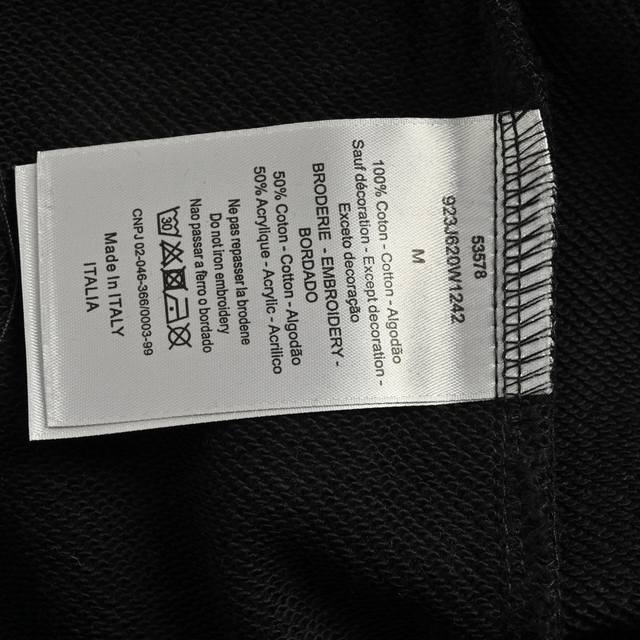 53578
923J620W1242
M
100% Coton - Cotton - Algodão
Sauf décoration - Except decoration -
Exceto decoração
BRODERIE - EMBROIDERY -
BORDADO
50% Coton - Cotton - Algodão
50% Acrylique - Acrylic - Acrílico
Ne pas repasser la broderie
Do not iron embroidery
Nao passar a ferro o bordado
CNPJ 02-046-366/0003-99
Made In ITALY
ITALIA